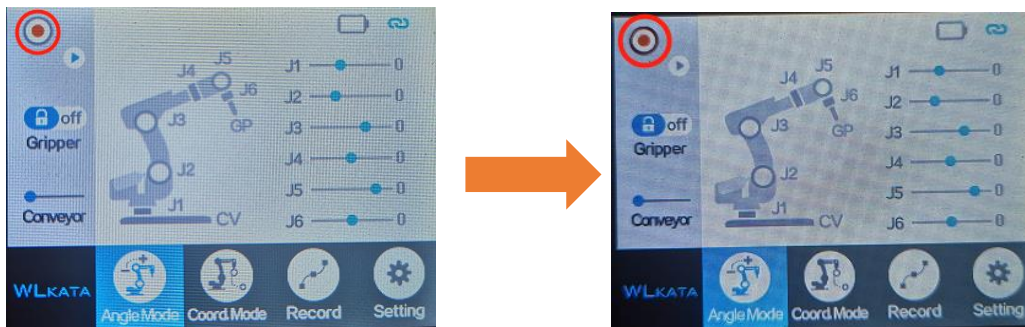 J5
J4
J6
J3
GP
J2
J1
CV
J1 0
J2 0
J3 0
J4 0
J5 0
J6 0
off
Gripper
Conveyor
WLKATA
Angle Mode
Coord.Mode
Record
Setting
J5
J4
J6
J3
GP
J2
J1
CV
J1 0
J2 0
J3 0
J4 0
J5 0
J6 0
off
Gripper
Conveyor
WLKATA
Angle Mode
Coord.Mode
Record
Setting